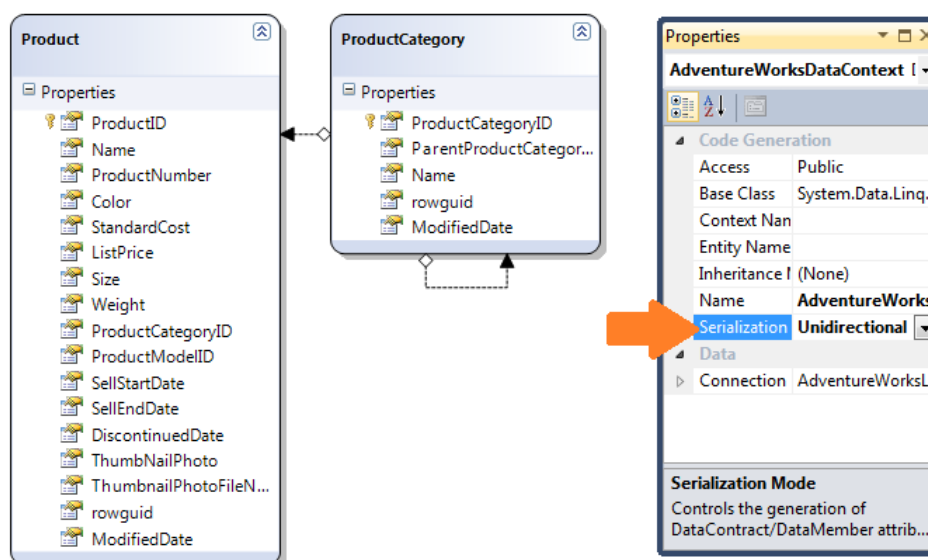 Product
Properties
ProductID
Name
ProductNumber
Color
StandardCost
ListPrice
Size
Weight
ProductCategoryID
ProductModelID
SellStartDate
SellEndDate
DiscontinuedDate
ThumbNailPhoto
ThumbnailPhotoFileN...
rowguid
ModifiedDate
ProductCategory
Properties
ProductCategoryID
ParentProductCategor...
Name
rowguid
ModifiedDate
Properties
AdventureWorksDataContext
Code Generation
Access Public
Base Class System.Data.Linq.
Context Nan
Entity Name
Inheritance (None)
Name AdventureWorks
Serialization Unidirectional
Data
Connection AdventureWorksL
Serialization Mode
Controls the generation of
DataContract/DataMember attrib...